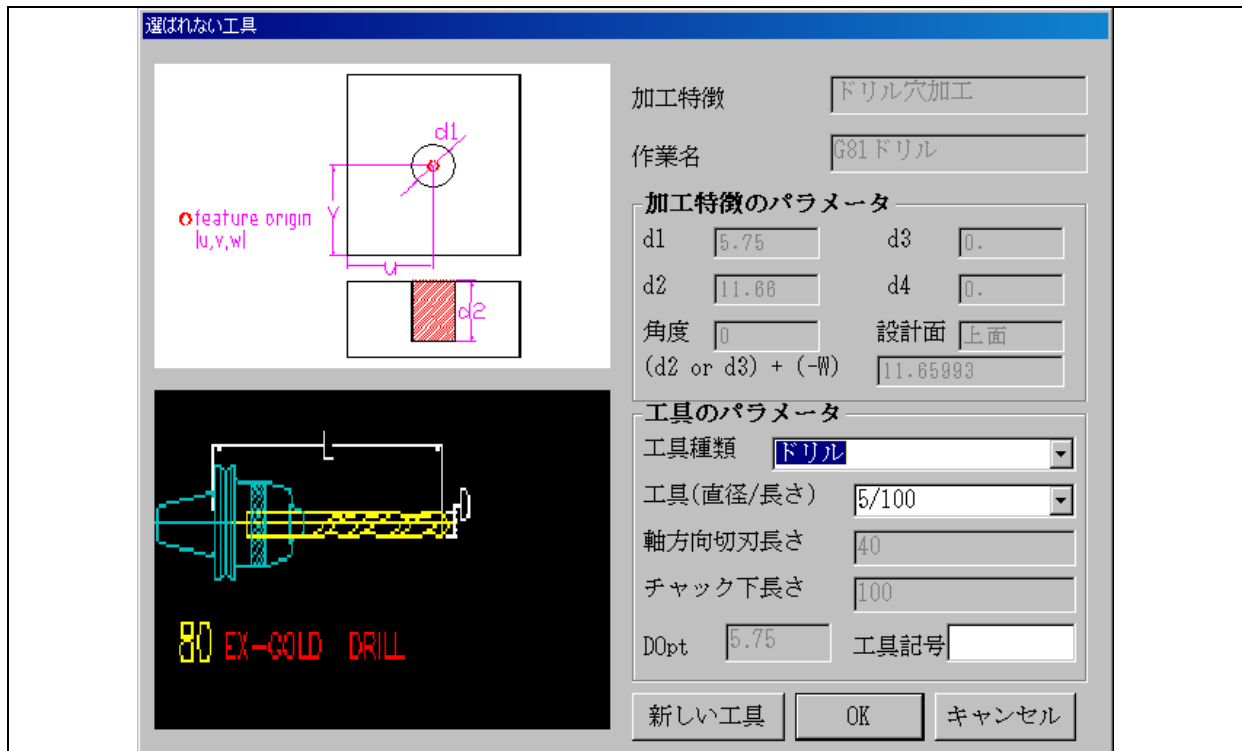 選ばれない工具
d1
V
feature origin
|u,v,w|
u
d2
L
D
80 EX-GOLD DRILL
加工特徴 ドリル穴加工
作業名 G81ドリル
加工特徴のパラメータ
d1 5.75 d3 0.
d2 11.66 d4 0.
角度 0 設計面 上面
(d2 or d3) + (-W) 11.65993
工具のパラメータ
工具種類 ドリル
工具(直径/長さ) 5/100
軸方向切刃長さ 40
チャック下長さ 100
DOpt 5.75 工具記号
新しい工具 OK キャンセル